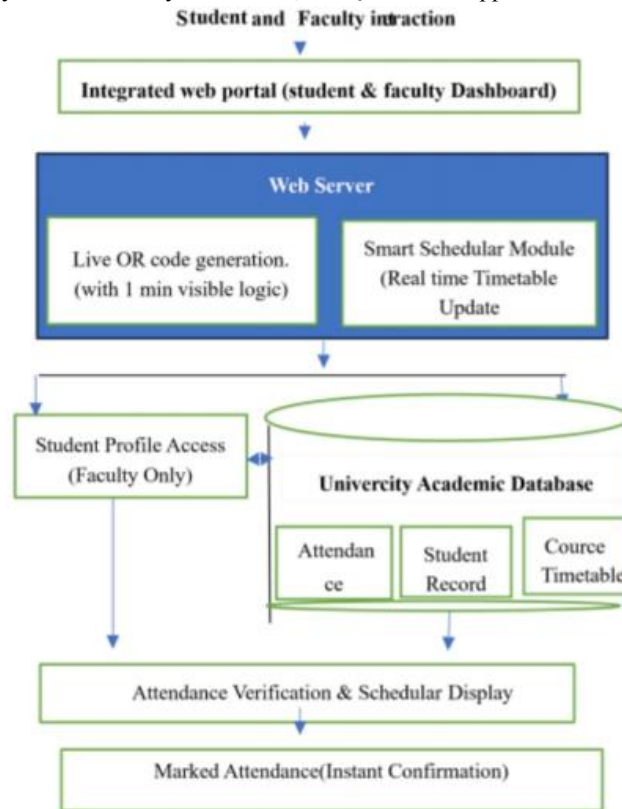 Student and Faculty intraction
Integrated web portal (student & faculty Dashboard)
Web Server
Live OR code generation.
(with 1 min visible logic)
Smart Schedular Module
(Real time Timetable
Update
Student Profile Access
(Faculty Only)
Univercity Academic Database
Attendan
ce
Student
Record
Cource
Timetable
Attendance Verification & Schedular Display
Marked Attendance(Instant Confirmation)